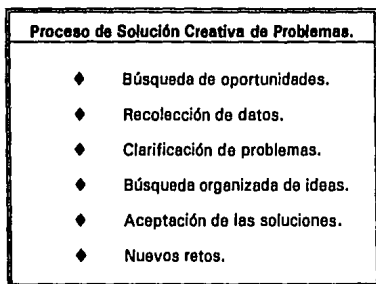 Proceso de Solución Creativa de Problemas.
♦ Búsqueda de oportunidades.
♦ Recolección de datos.
♦ Clarificación de problemas.
♦ Búsqueda organizada de ideas.
♦ Aceptación de las soluciones.
♦ Nuevos retos.